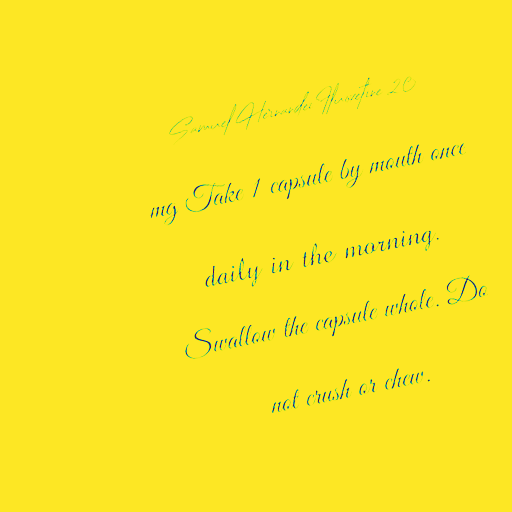 Samuel Hernandez Fluoxetine 20
mg Take 1 capsule by mouth once
daily in the morning.
Swallow the capsule whole. Do
not crush or chew.